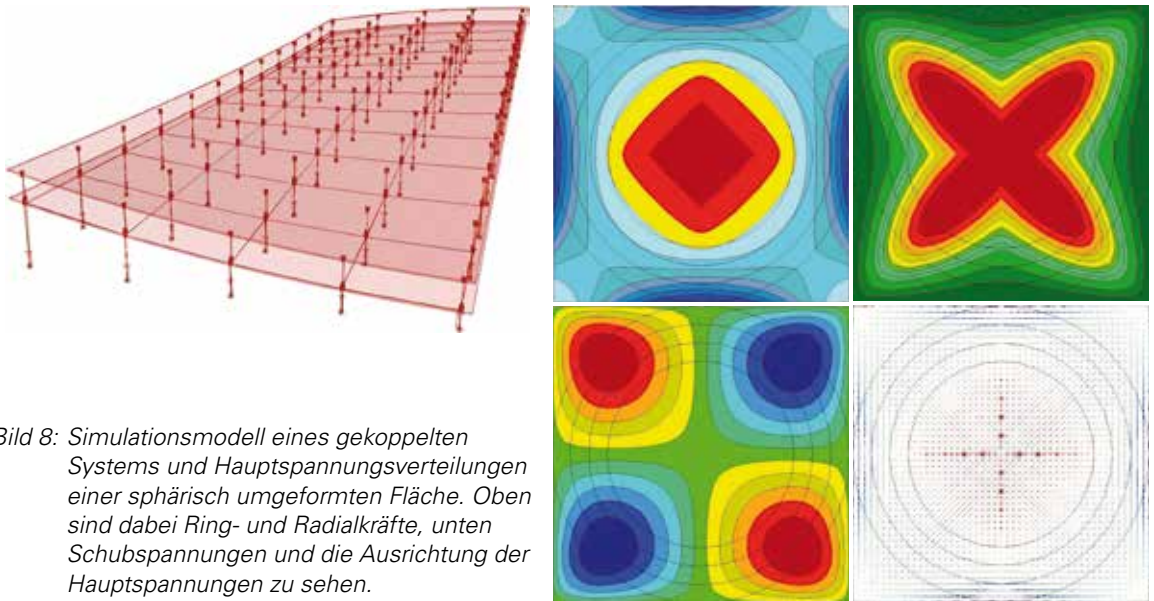 Bild 8: Simulationsmodell eines gekoppelten
Systems und Hauptspannungsverteilungen
einer sphärisch umgeformten Fläche. Oben
sind dabei Ring- und Radialkräfte, unten
Schubspannungen und die Ausrichtung der
Hauptspannungen zu sehen.